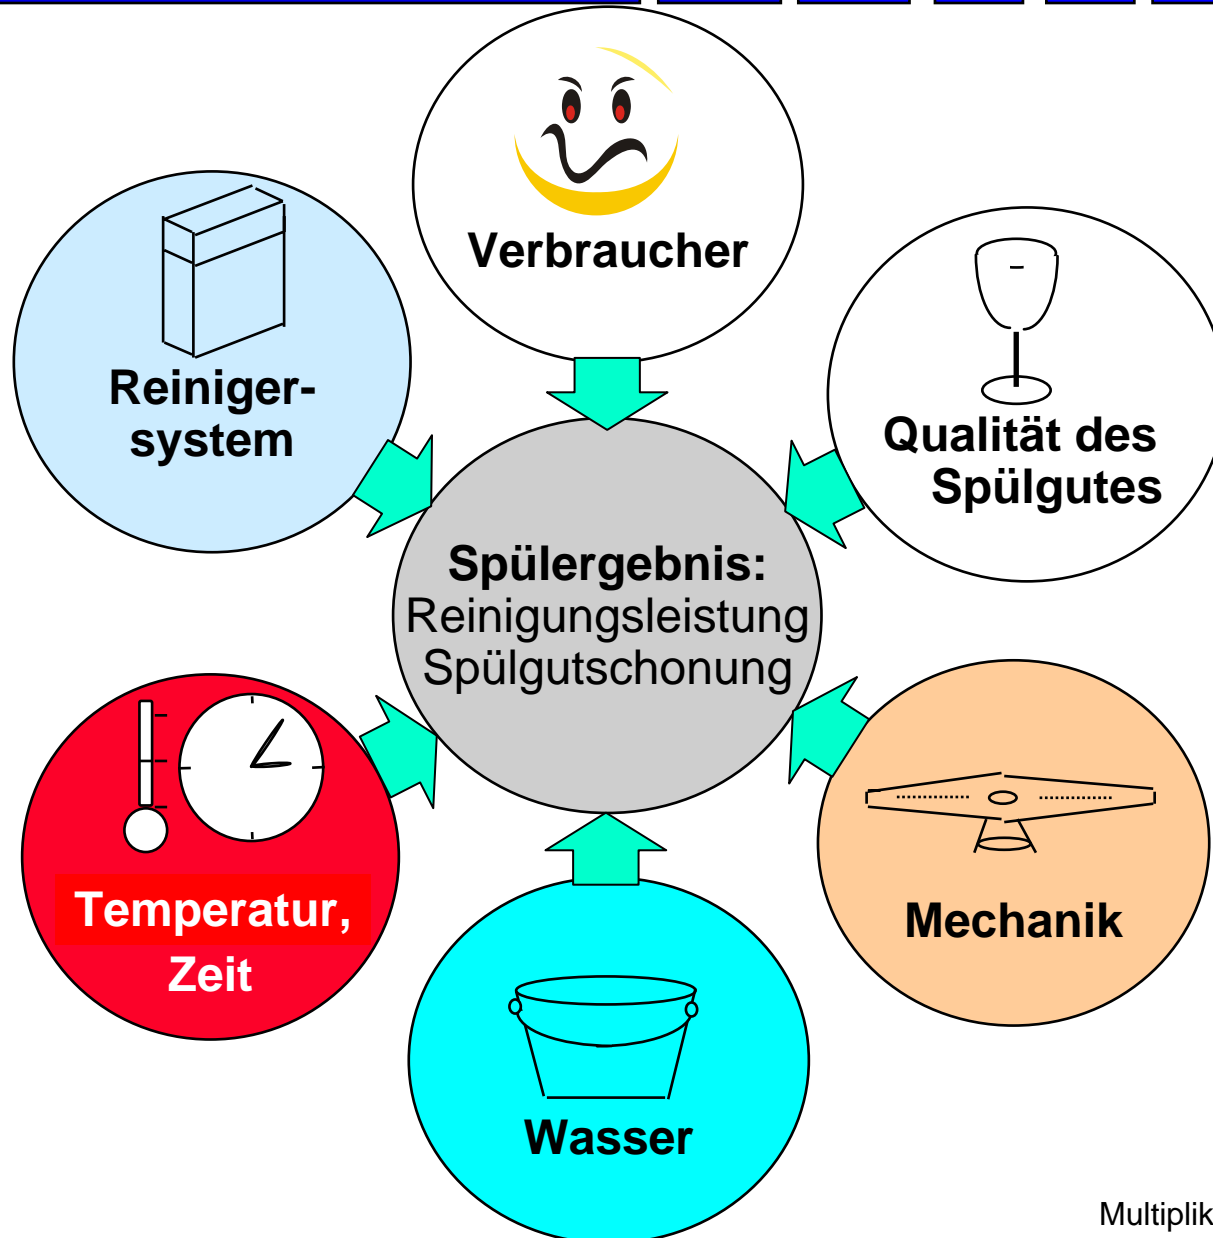 Verbraucher
Reiniger-
system
Qualität des
Spülgutes
Spülergebnis:
Reinigungsleistung
Spülgutschonung
Temperatur,
Zeit
Mechanik
Wasser
Multiplik